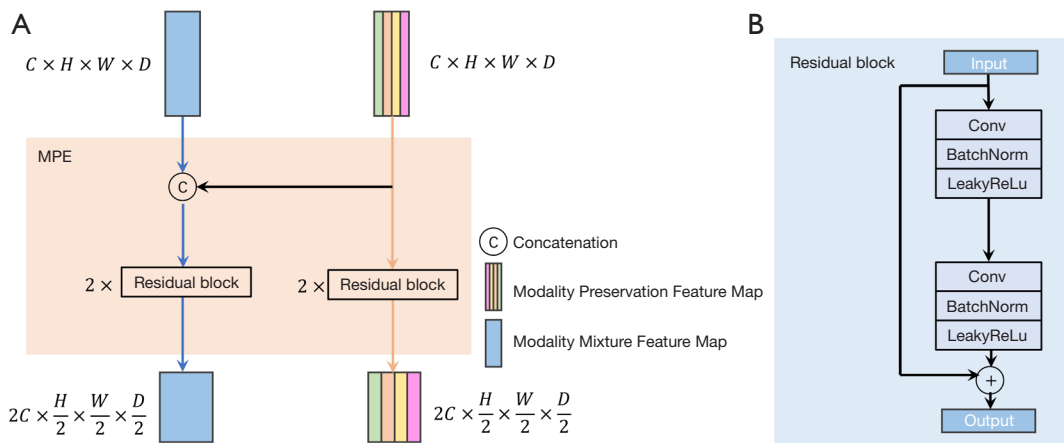 A
C × H × W × D
C × H × W × D
MPE
C
2 ×
Residual block
2 ×
Residual block
C Concatenation
Modality Preservation Feature Map
Modality Mixture Feature Map
2C × H/2 × W/2 × D/2
2C × H/2 × W/2 × D/2
B
Residual block
Input
Conv
BatchNorm
LeakyReLu
Conv
BatchNorm
LeakyReLu
+
Output